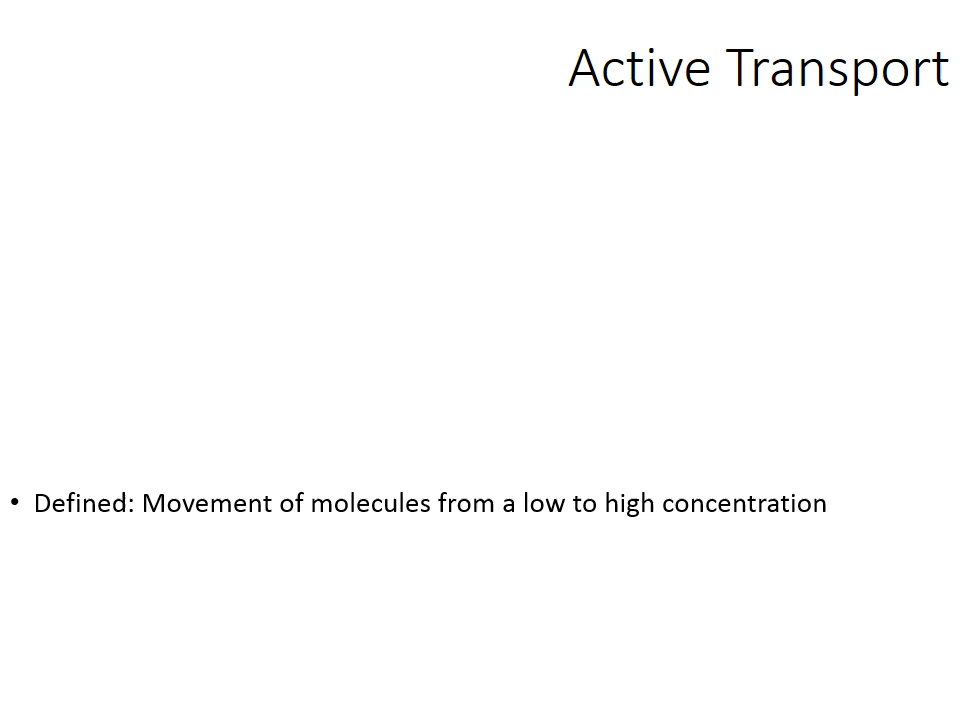 Active Transport
• Defined: Movement of molecules from a low to high concentration